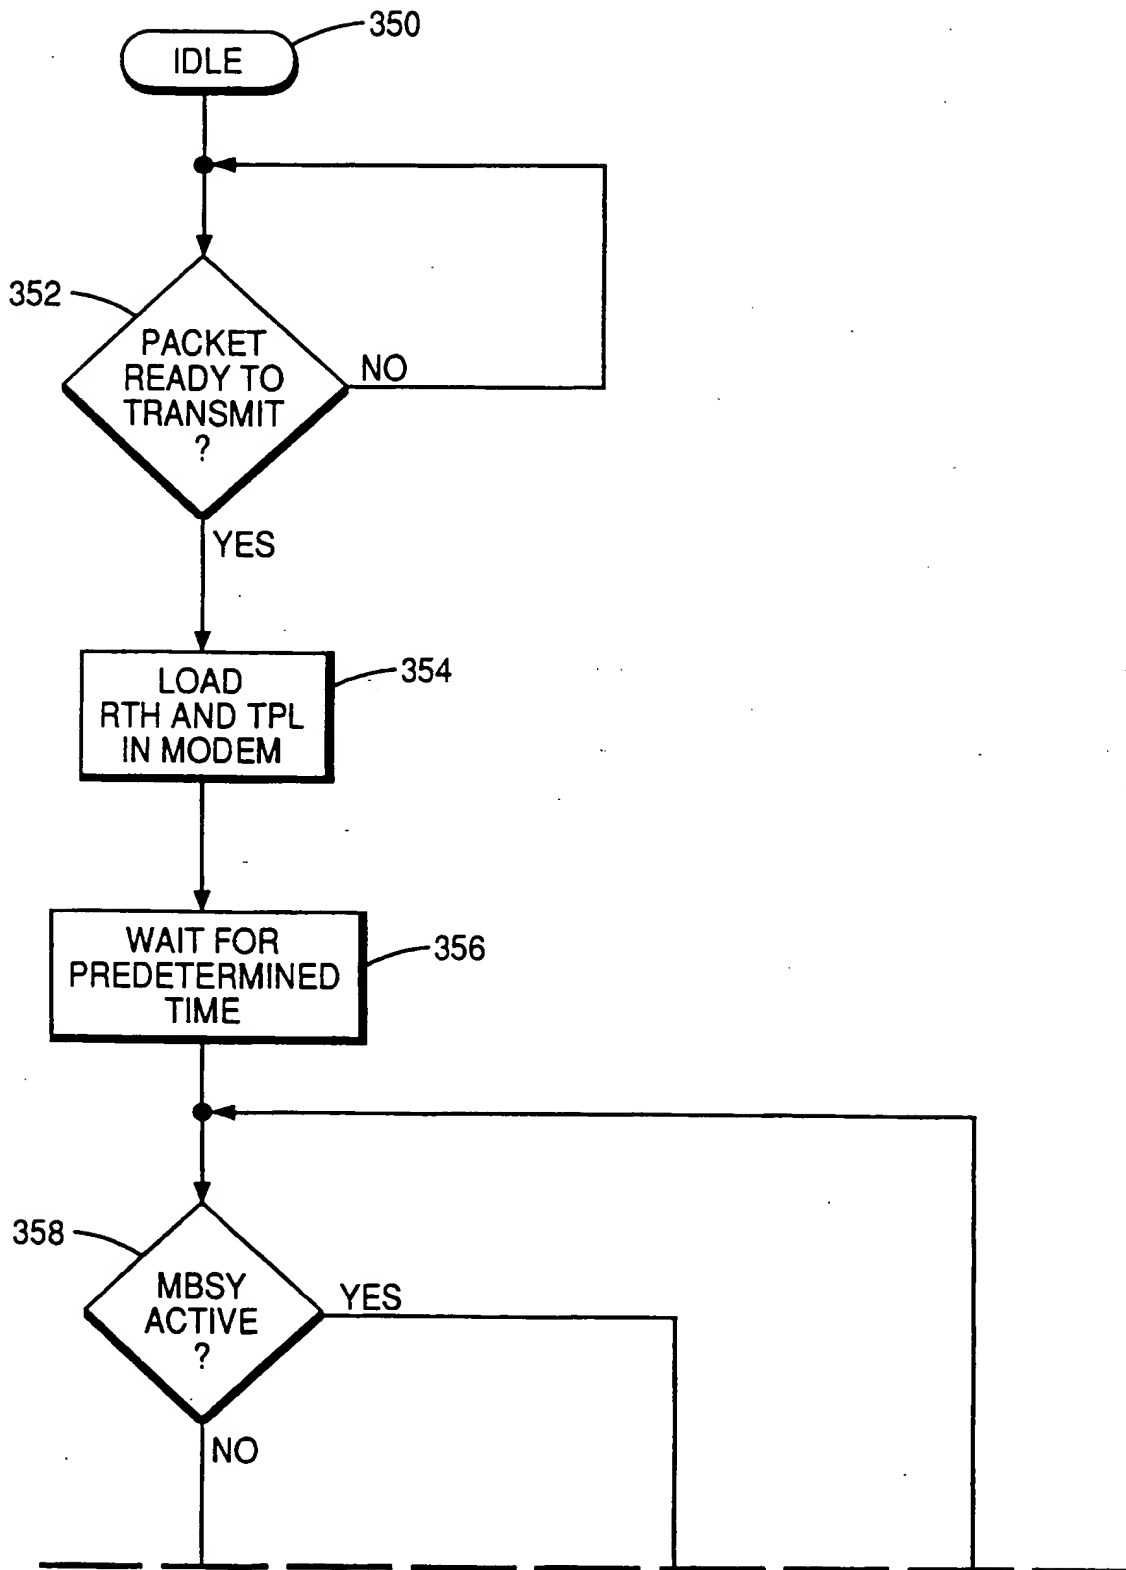 350
IDLE
352
PACKET
READY TO
TRANSMIT
?
NO
YES
LOAD
RTH AND TPL
IN MODEM
354
WAIT FOR
PREDETERMINED
TIME
356
358
MBSY
ACTIVE
?
YES
NO